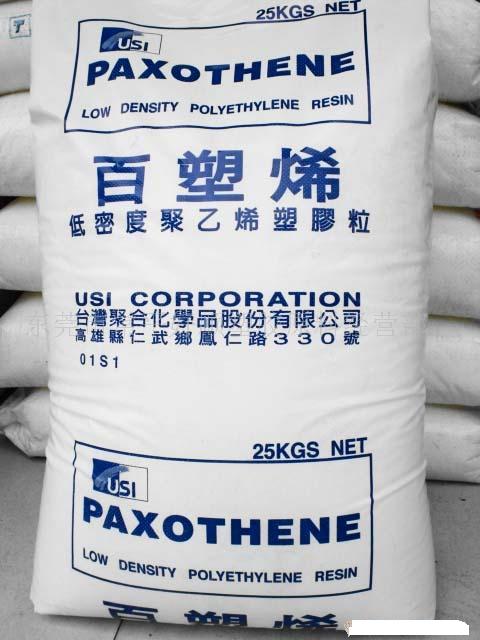 25KGS NET
USI
PAXOTHENE
LOW DENSITY POLYETHYLENE RESIN
百塑烯
低密度聚乙烯塑膠粒
USI CORPORATION
台灣聚合化學品股份有限公司
高雄縣仁武鄉鳳仁路330號
01S1
25KGS NET
USI
PAXOTHENE
LOW DENSITY POLYETHYLENE RESIN
百塑烯